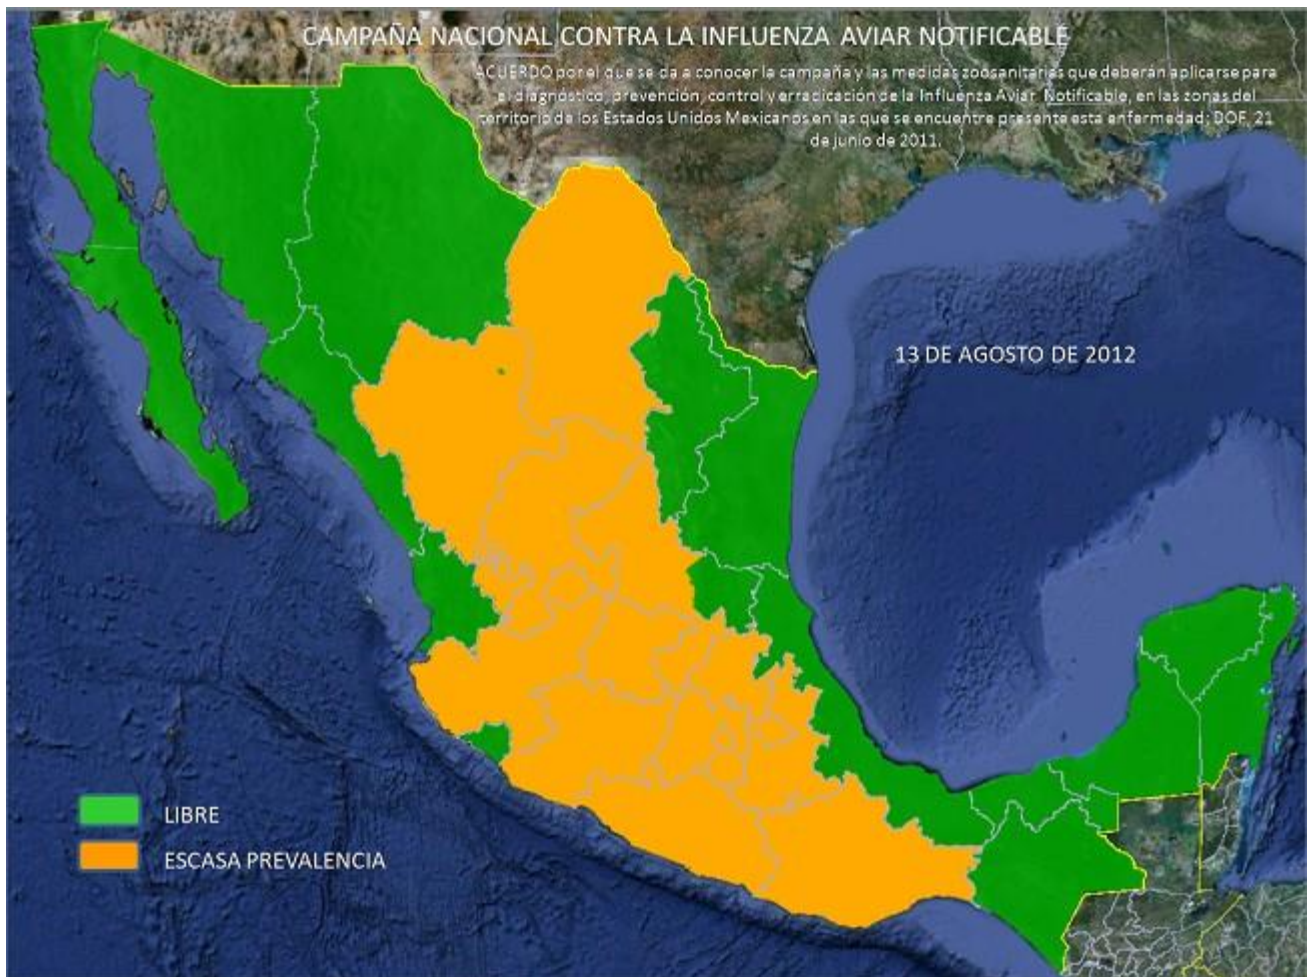 CAMPAÑA NACIONAL CONTRA LA INFLUENZA AVIAR NOTIFICABLE
ACUERDO por el que se da a conocer la campaña y las medidas zoosanitarias que deberán aplicarse para
el diagnóstico, prevención, control y erradicación de la Influenza Aviar Notificable, en las zonas del
territorio de los Estados Unidos Mexicanos en las que se encuentre presente esta enfermedad; DOF, 21
de junio de 2011.
13 DE AGOSTO DE 2012
LIBRE
ESCASA PREVALENCIA